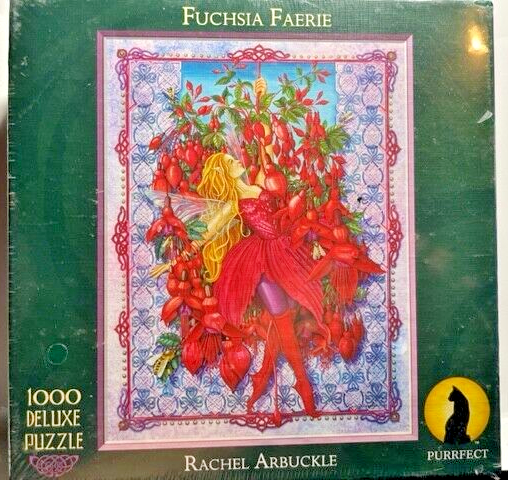 FUCHSIA FAERIE
1000
DELUXE
PUZZLE
RACHEL ARBUCKLE
PURRFECT